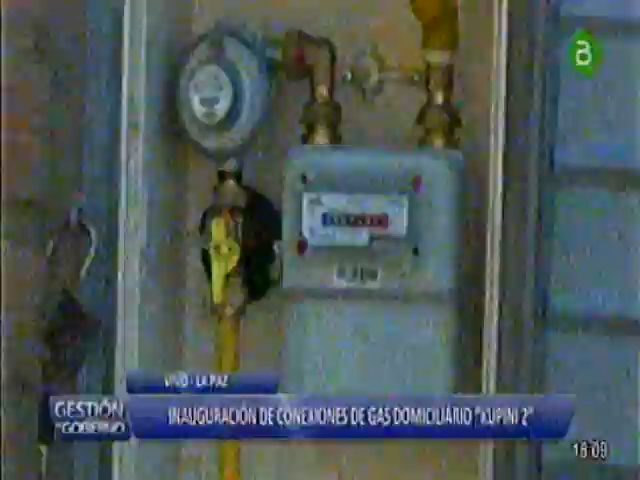 B
VIVO - LA PAZ
GESTIÓN
DE GOBIERNO
INAUGURACIÓN DE CONEXIONES DE GAS DOMICILIARIO "KUPINI 2"
18:09